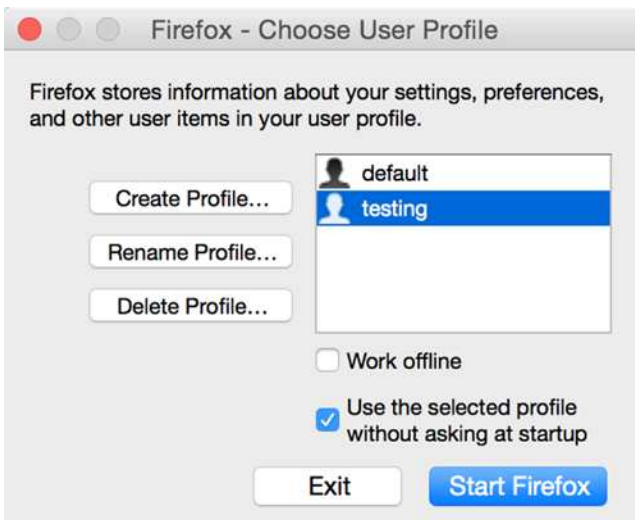 Firefox - Choose User Profile
Firefox stores information about your settings, preferences,
and other user items in your user profile.
Create Profile...
Rename Profile...
Delete Profile...
default
testing
Work offline
Use the selected profile
without asking at startup
Exit
Start Firefox